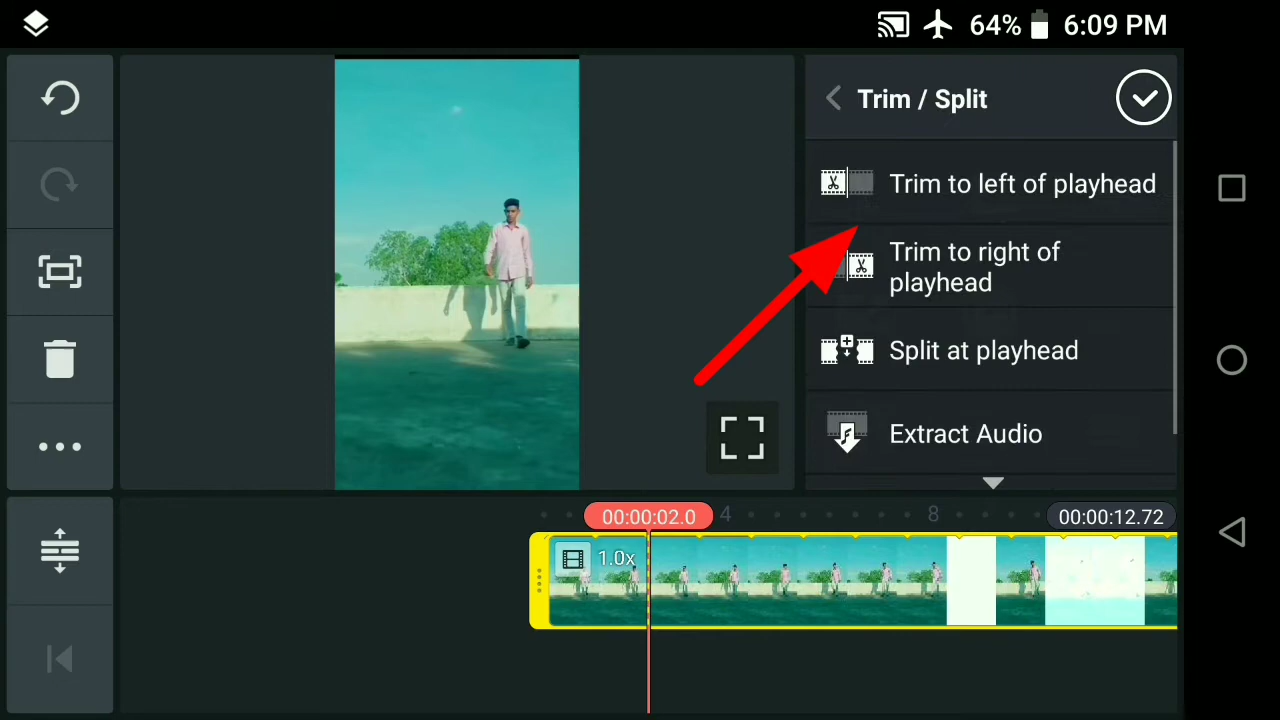 64% 6:09 PM
Trim / Split
Trim to left of playhead
Trim to right of
playhead
Split at playhead
Extract Audio
00:00:02.0 4 8 00:00:12.72
1.0x